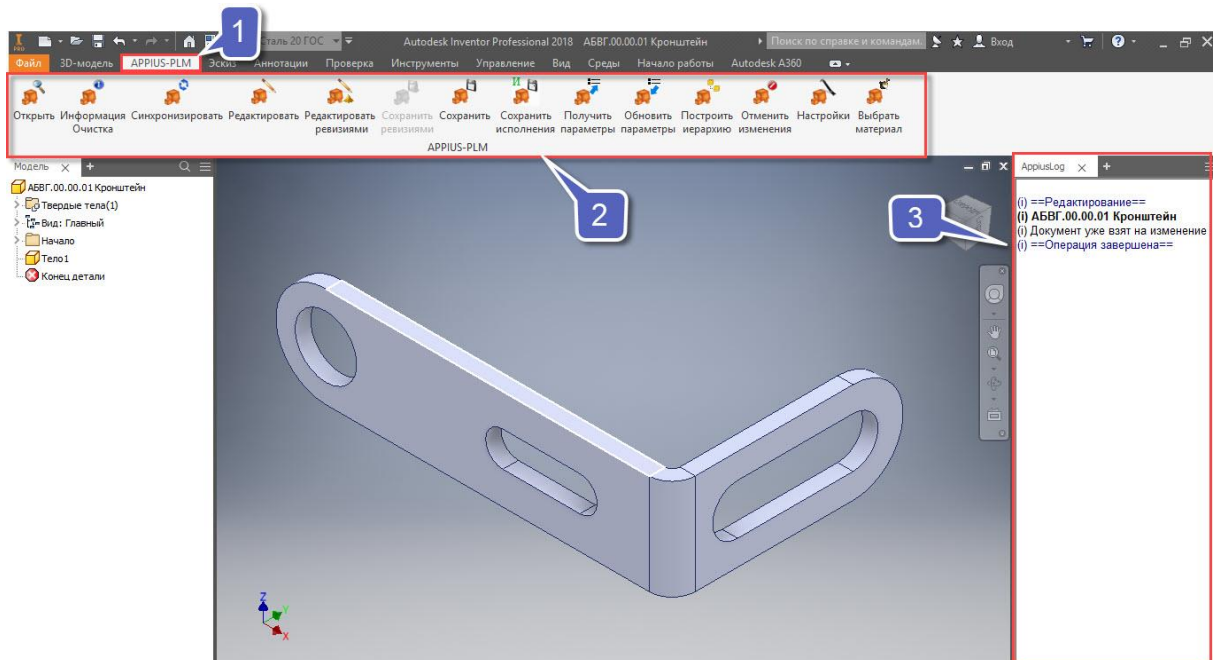 1
PRO
Сталь 20 ГОС
Autodesk Inventor Professional 2018 АБВГ.00.00.01 Кронштейн
Поиск по справке и командам.
Вход
Файл 3D-модель APPIUS-PLM Эскиз Аннотации Проверка Инструменты Управление Вид Среды Начало работы Autodesk A360
Открыть Информация Синхронизировать Редактировать Редактировать Сохранить Сохранить Сохранить Получить Обновить Построить Отменить Настройки Выбрать
Очистка ревизиями ревизиями исполнения параметры параметры иерархию изменения материал
APPIUS-PLM
2
Модель
АБВГ.00.00.01 Кронштейн
Твердые тела(1)
Вид: Главный
Начало
Тело1
Конец детали
3
AppiusLog
(i) ==Редактирование==
(i) АБВГ.00.00.01 Кронштейн
(i) Документ уже взят на изменение
(i) ==Операция завершена==
Z
Y
X